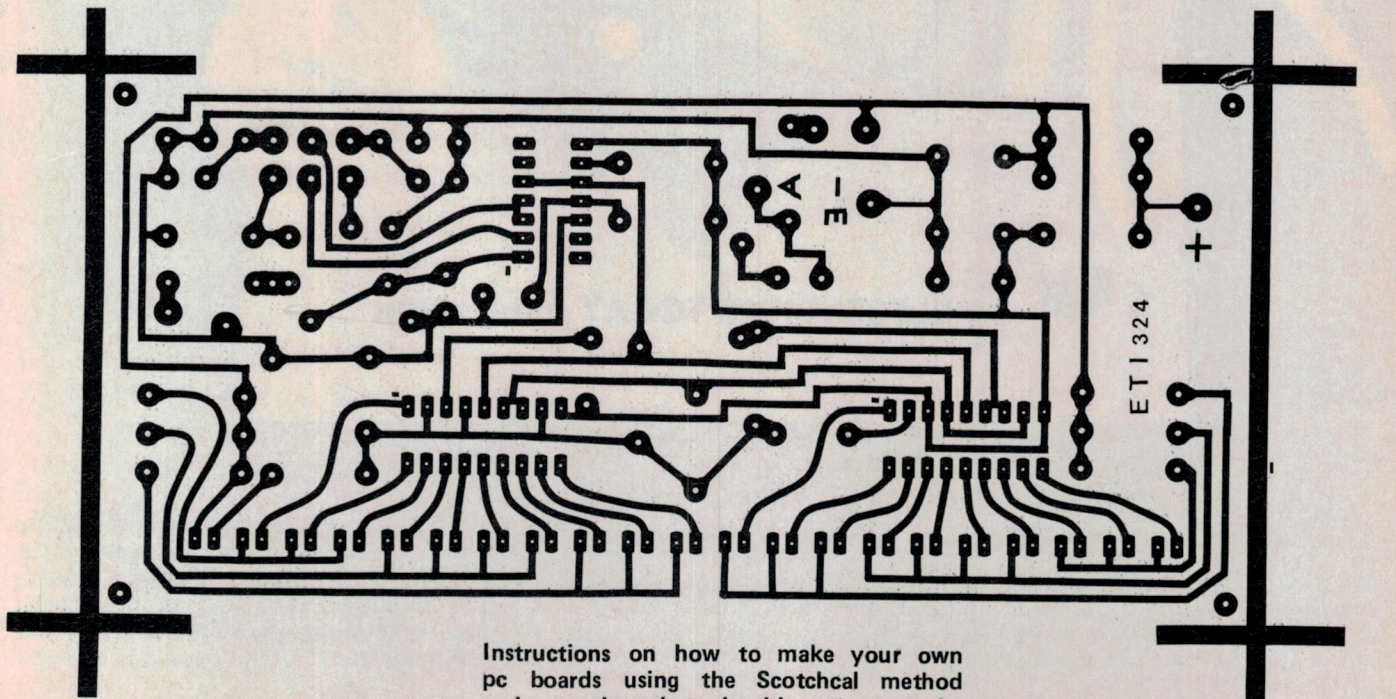 A
–E
+
ETI 324
Instructions on how to make your own
pc boards using the Scotchcal method